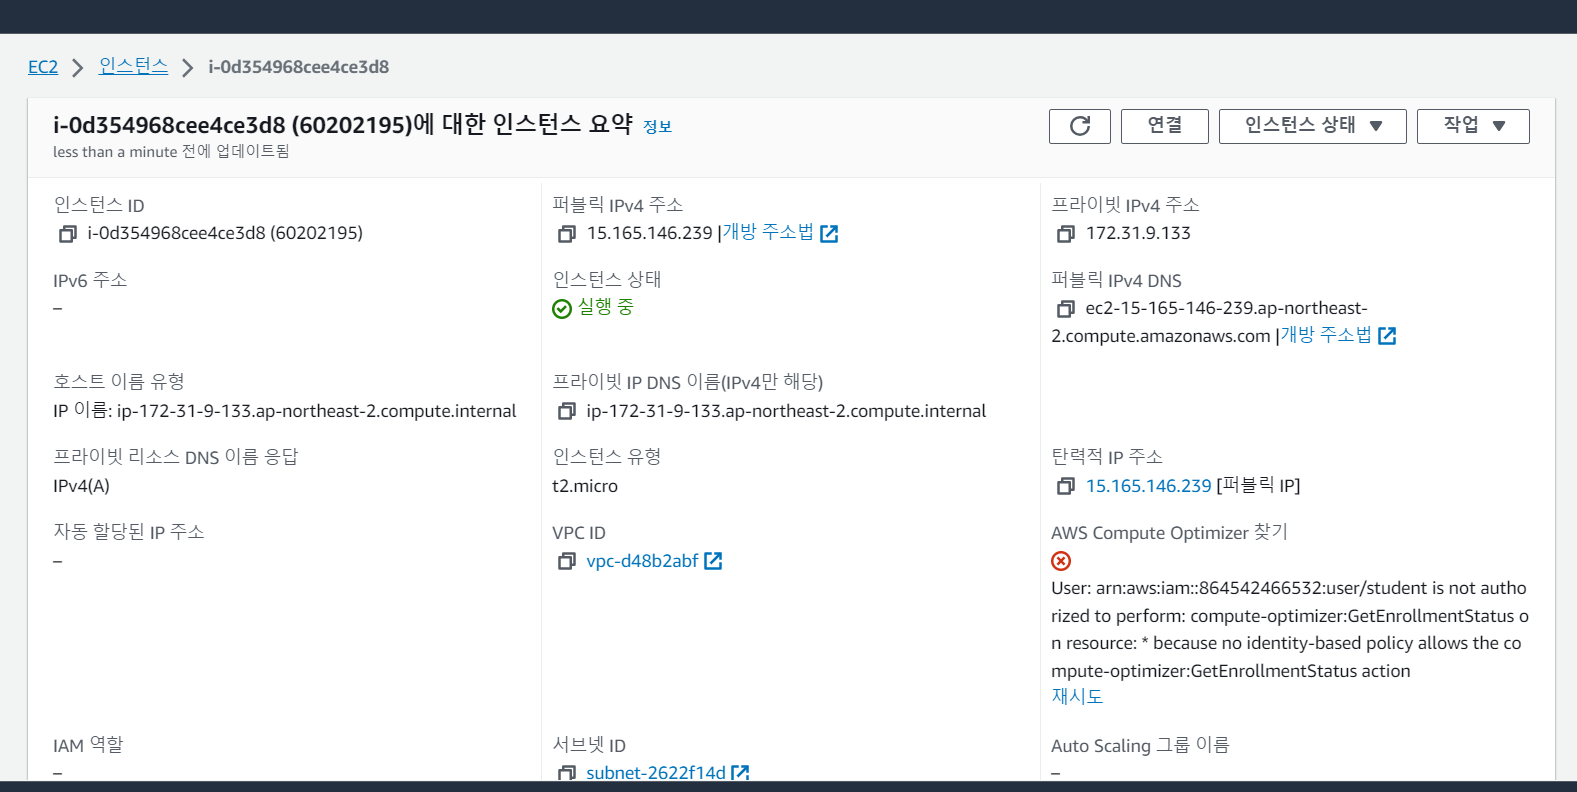 EC2 > 인스턴스 > i-0d354968cee4ce3d8
i-0d354968cee4ce3d8 (60202195)에 대한 인스턴스 요약 정보
less than a minute 전에 업데이트됨
연결
인스턴스 상태 ▼
작업 ▼
인스턴스 ID
i-0d354968cee4ce3d8 (60202195)
퍼블릭 IPv4 주소
15.165.146.239 |개방 주소법
프라이빗 IPv4 주소
172.31.9.133
IPv6 주소
–
인스턴스 상태
실행 중
퍼블릭 IPv4 DNS
ec2-15-165-146-239.ap-northeast-
2.compute.amazonaws.com |개방 주소법
호스트 이름 유형
IP 이름: ip-172-31-9-133.ap-northeast-2.compute.internal
프라이빗 IP DNS 이름(IPv4만 해당)
ip-172-31-9-133.ap-northeast-2.compute.internal
프라이빗 리소스 DNS 이름 응답
IPv4(A)
인스턴스 유형
t2.micro
탄력적 IP 주소
15.165.146.239 [퍼블릭 IP]
자동 할당된 IP 주소
–
VPC ID
vpc-d48b2abf
AWS Compute Optimizer 찾기
User: arn:aws:iam::864542466532:user/student is not autho
rized to perform: compute-optimizer:GetEnrollmentStatus o
n resource: * because no identity-based policy allows the co
mpute-optimizer:GetEnrollmentStatus action
재시도
IAM 역할
–
서브넷 ID
subnet-2622f14d
Auto Scaling 그룹 이름
–